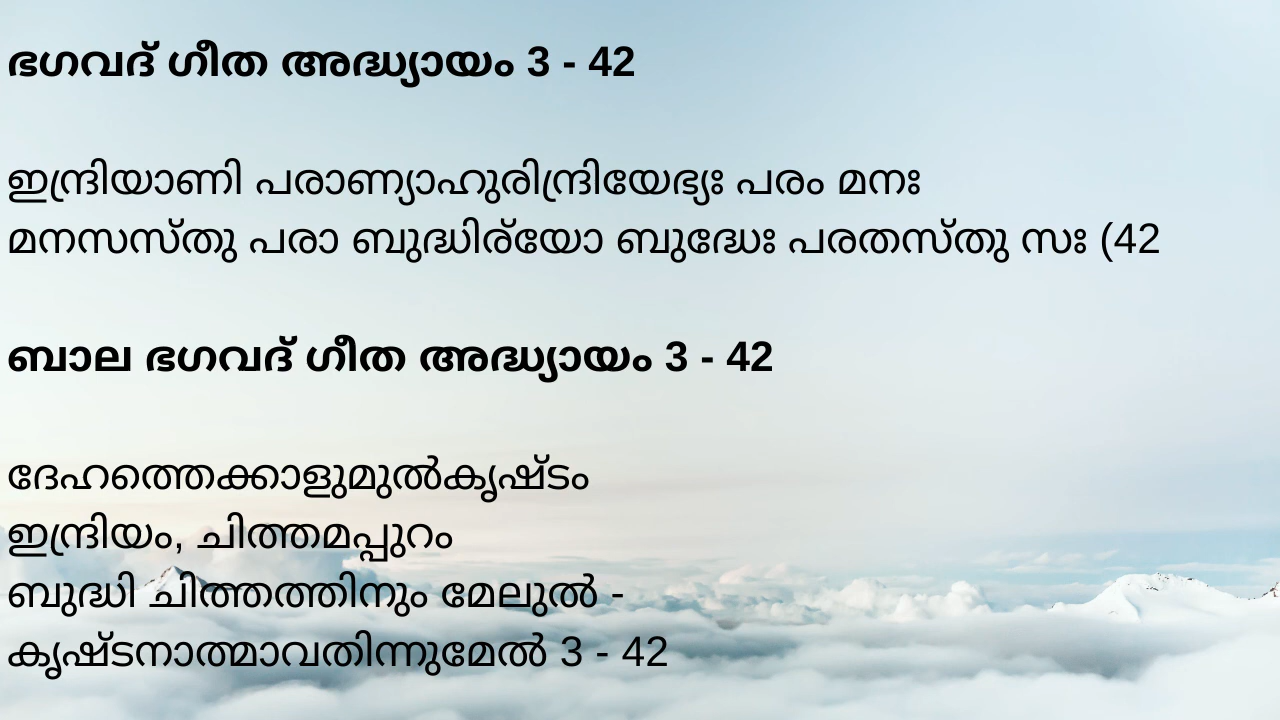 ഭഗവദ് ഗീത അദ്ധ്യായം 3 - 42
ഇന്ദ്രിയാണി പരാണ്യാഹുരിന്ദ്രിയേഭ്യഃ പരം മനഃ
മനസസ്തു പരാ ബുദ്ധിര്യോ ബുദ്ധേഃ പരതസ്തു സഃ (42
ബാല ഭഗവദ് ഗീത അദ്ധ്യായം 3 - 42
ദേഹത്തെക്കാളുമുൽകൃഷ്ടം
ഇന്ദ്രിയം, ചിത്തമപ്പുറം
ബുദ്ധി ചിത്തത്തിനും മേലുൽ -
കൃഷ്ടനാത്മാവതിന്നുമേൽ 3 - 42